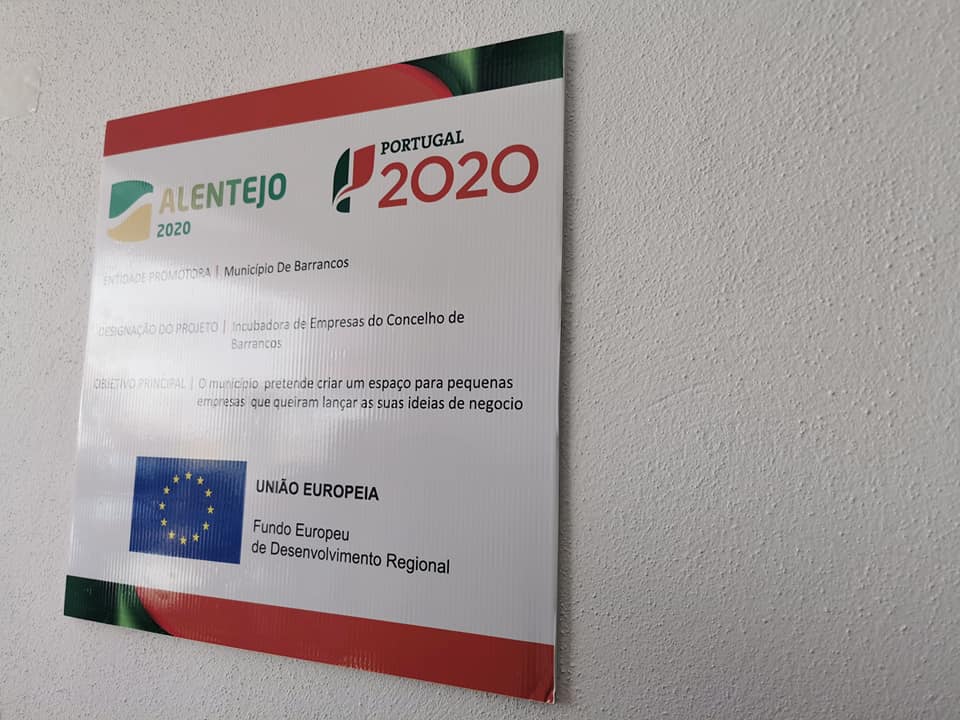 ALENTEJO
2020
PORTUGAL
2020
ENTIDADE PROMOTORA | Município De Barrancos
DESIGNAÇÃO DO PROJETO | Incubadora de Empresas do Concelho de
Barrancos
OBJETIVO PRINCIPAL | O município pretende criar um espaço para pequenas
empresas que queiram lançar as suas ideias de negocio
UNIÃO EUROPEIA
Fundo Europeu
de Desenvolvimento Regional